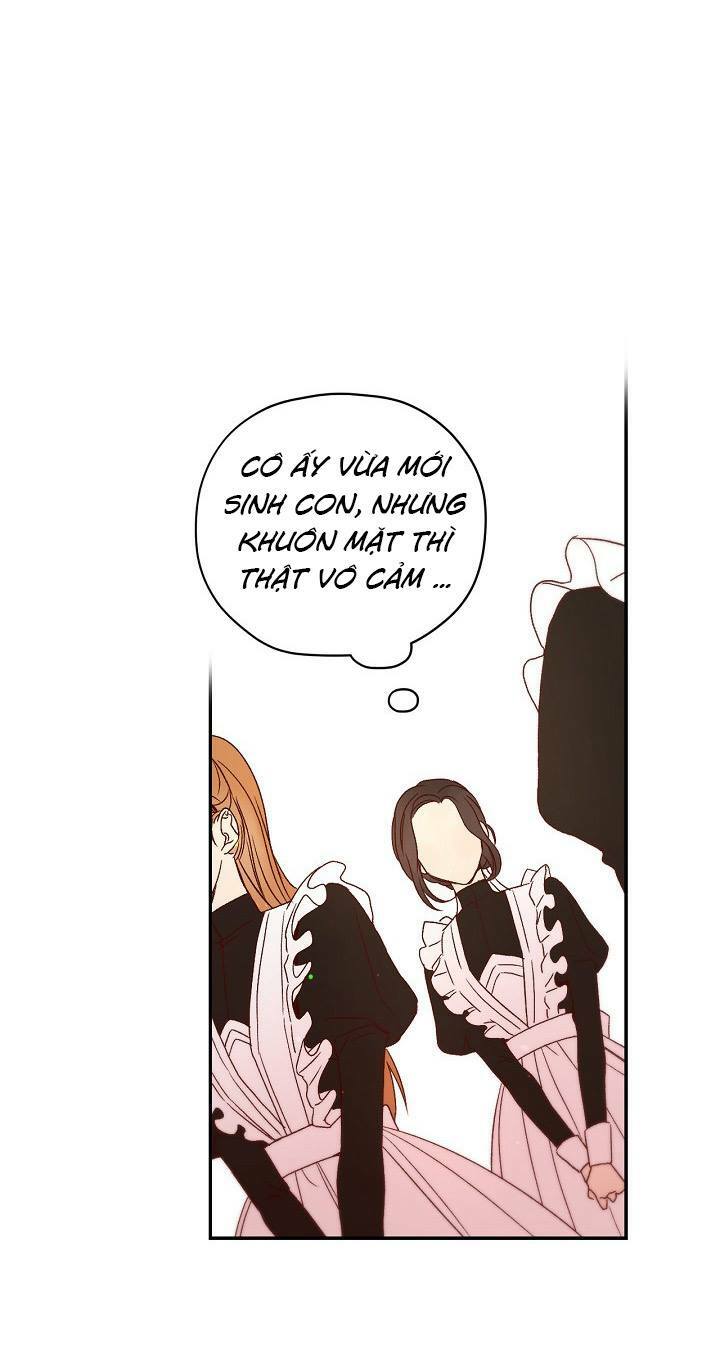 CÔ ẤY VỪA MỚI
SINH CON, NHƯNG
KHUÔN MẶT THÌ
THẬT VÔ CẢM ...